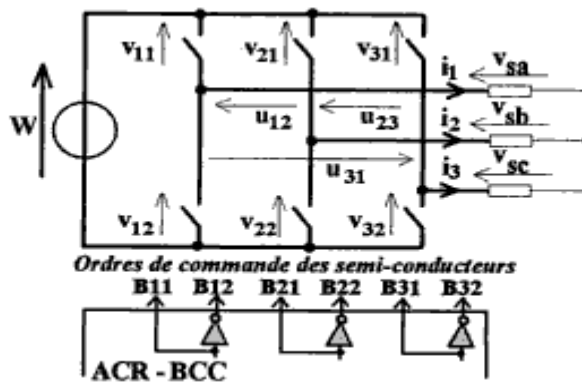 v11 v21 v31 i1 vsa
W u12 u23 i2 vsb
u31 i3 vsc
v12 v22 v32
Ordres de commande des semi-conducteurs
B11 B12 B21 B22 B31 B32
ACR - BCC